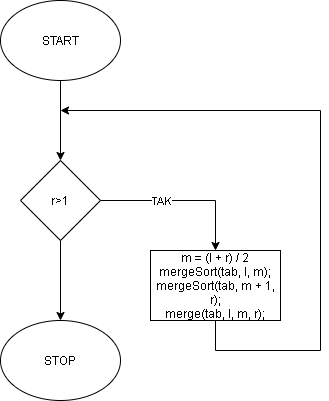 START
r>1
TAK
m = (l + r) / 2
mergeSort(tab, l, m);
mergeSort(tab, m + 1,
r);
merge(tab, l, m, r);
STOP